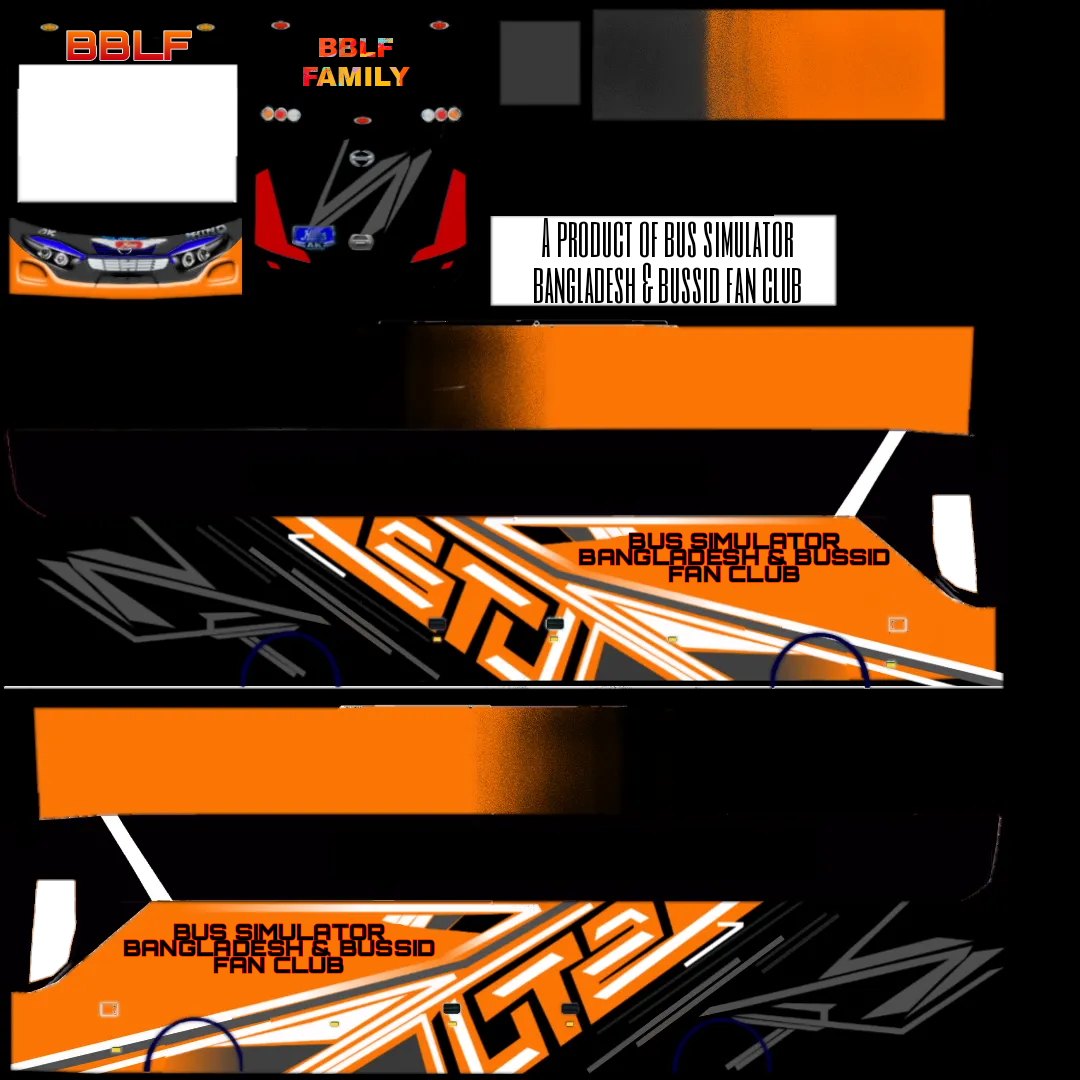 BBLF
BBLF
FAMILY
A PRODUCT OF BUS SIMULATOR
BANGLADESH & BUSSID FAN CLUB
BUS SIMULATOR
BANGLADESH & BUSSID
FAN CLUB
BUS SIMULATOR
BANGLADESH & BUSSID
FAN CLUB